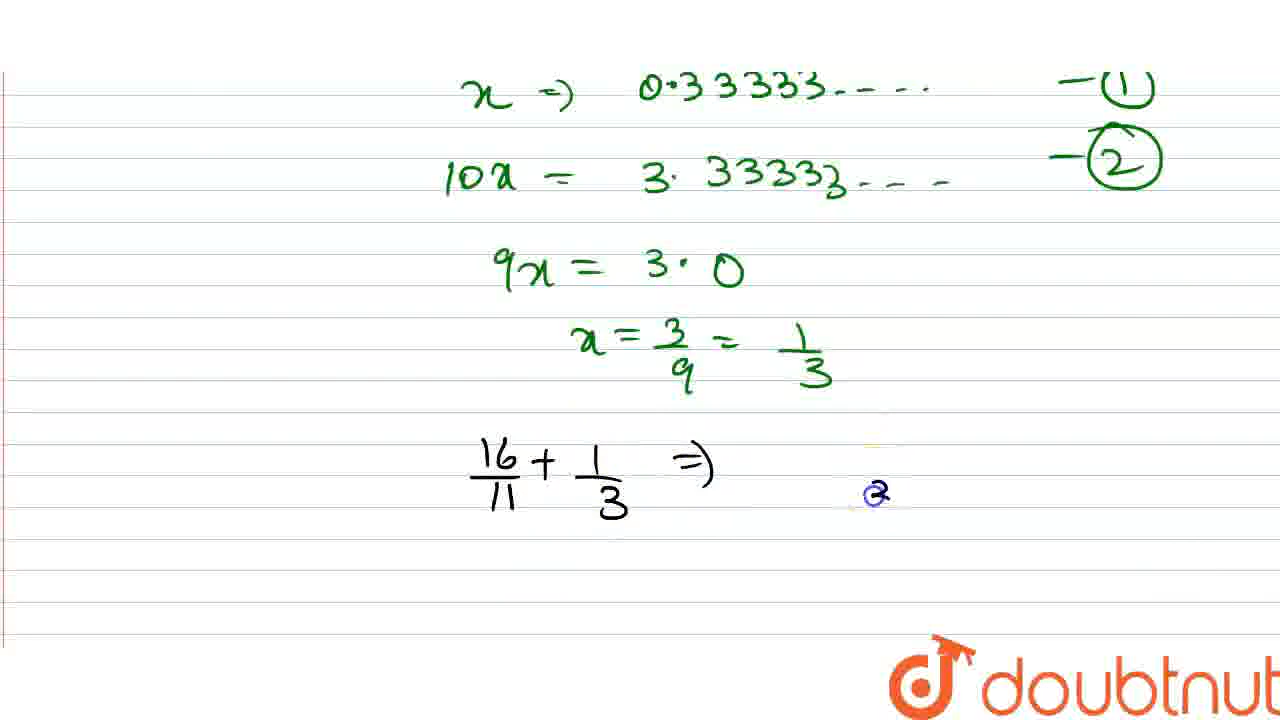 x ⇒ 0.33333.... - ①
10x = 3.33333.... - ②
9x = 3.0
x = 3/9 = 1/3
16/11 + 1/3 ⇒
doubtnut